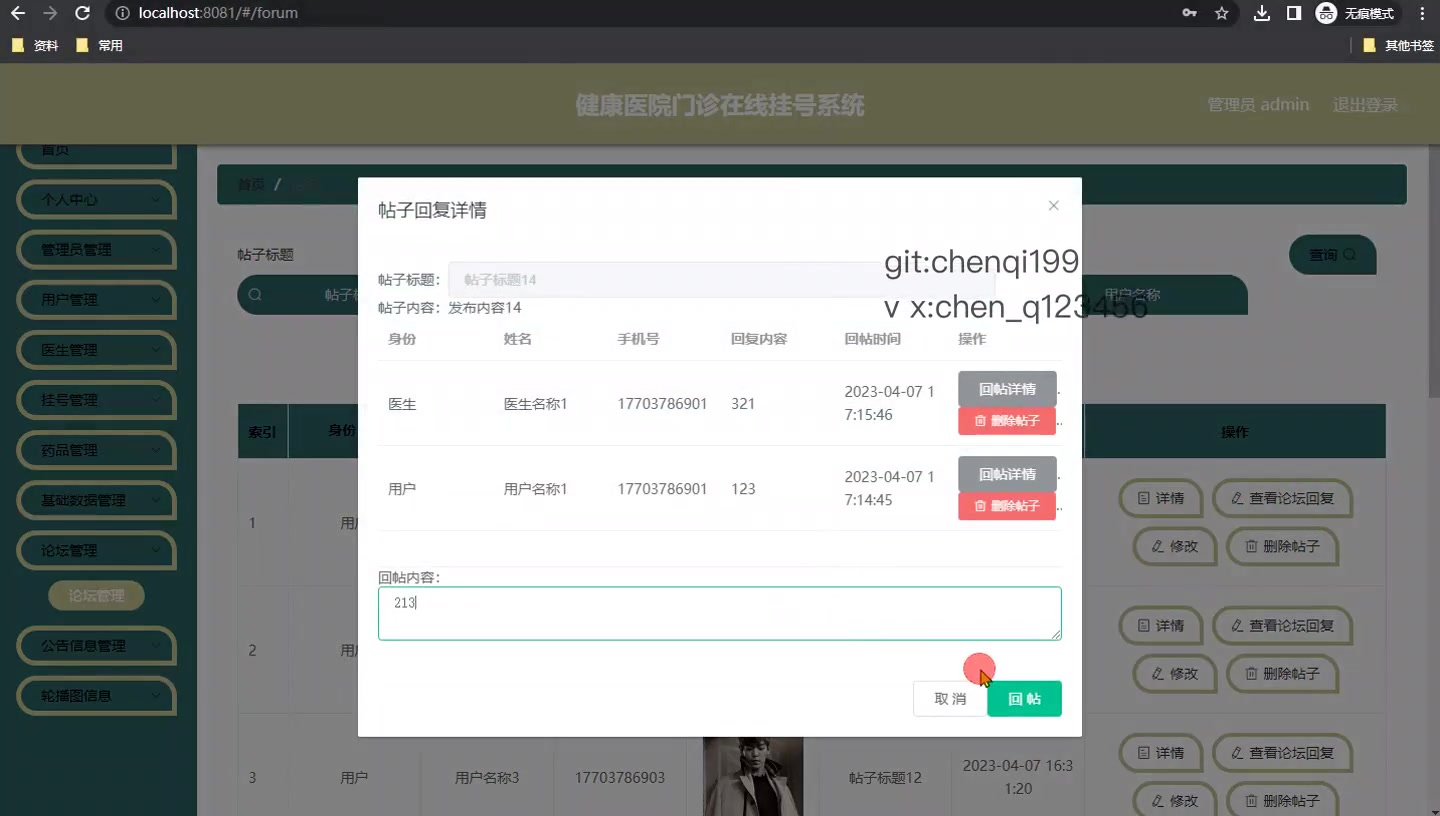 localhost:8081/#/forum
无痕模式
资料
常用
其他书签
健康医院门诊在线挂号系统
管理员 admin
退出登录
首页
个人中心
管理员管理
用户管理
医生管理
挂号管理
药品管理
基础数据管理
论坛管理
论坛管理
公告信息管理
轮播图信息
首页 /
帖子标题
帖子标
用户名称
查询
帖子回复详情
git:chenqi199
v x:chen_q123456
帖子标题: 帖子标题14
帖子内容: 发布内容14
身份 姓名 手机号 回复内容 回帖时间 操作
医生 医生名称1 17703786901 321 2023-04-07 1
7:15:46
回帖详情
删除帖子
用户 用户名称1 17703786901 123 2023-04-07 1
7:14:45
回帖详情
删除帖子
回帖内容:
213
取 消
回 帖
索引 身份 操作
1 用户
详情 查看论坛回复
修改 删除帖子
2 用户
详情 查看论坛回复
修改 删除帖子
3 用户 用户名称3 17703786903 帖子标题12 2023-04-07 16:3
1:20
详情 查看论坛回复
修改 删除帖子